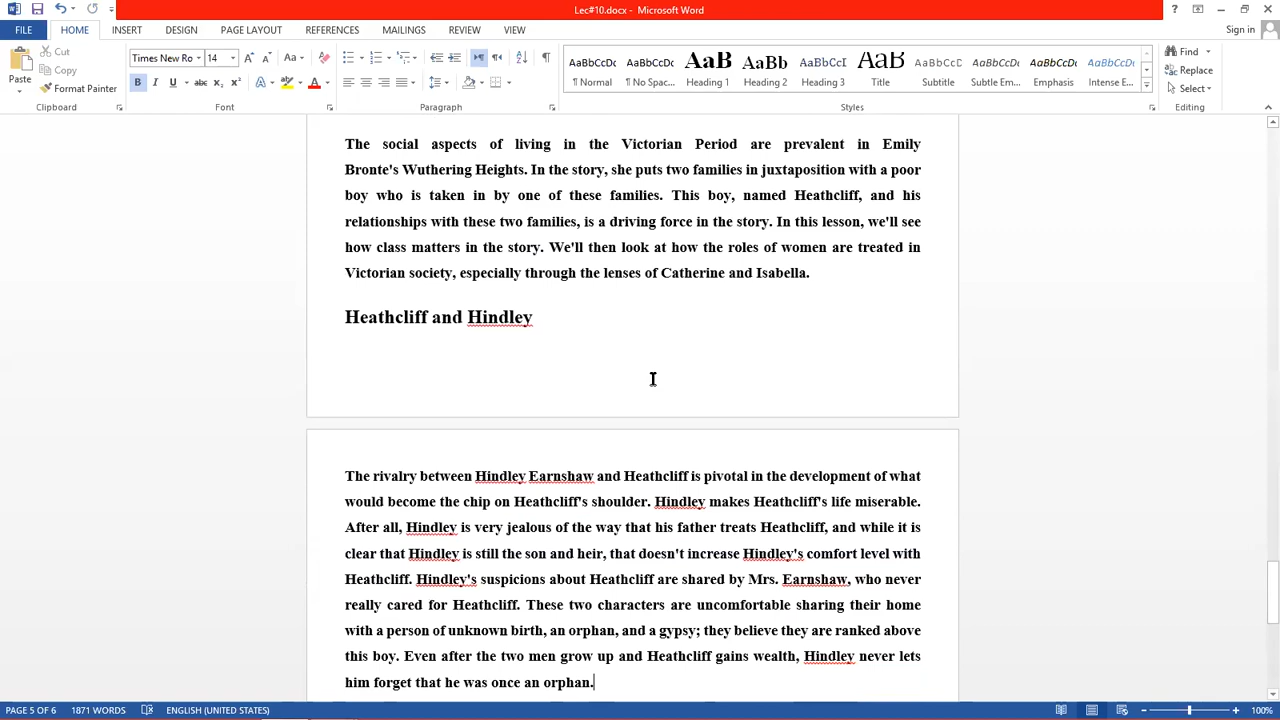 Lec#10.docx - Microsoft Word
FILE HOME INSERT DESIGN PAGE LAYOUT REFERENCES MAILINGS REVIEW VIEW Sign in
Paste
Cut
Copy
Format Painter
Clipboard
Times New Ro 14
Font
Paragraph
AaBbCcDc AaBbCcDc AaB AaBb AaBbCcI AaB AaBbCcD AaBbCcDt AaBbCcDt AaBbCcDt
¶ Normal ¶ No Spac... Heading 1 Heading 2 Heading 3 Title Subtitle Subtle Em... Emphasis Intense E...
Styles
Find
Replace
Select
Editing
The social aspects of living in the Victorian Period are prevalent in Emily
Bronte's Wuthering Heights. In the story, she puts two families in juxtaposition with a poor
boy who is taken in by one of these families. This boy, named Heathcliff, and his
relationships with these two families, is a driving force in the story. In this lesson, we'll see
how class matters in the story. We'll then look at how the roles of women are treated in
Victorian society, especially through the lenses of Catherine and Isabella.
Heathcliff and Hindley
The rivalry between Hindley Earnshaw and Heathcliff is pivotal in the development of what
would become the chip on Heathcliff's shoulder. Hindley makes Heathcliff's life miserable.
After all, Hindley is very jealous of the way that his father treats Heathcliff, and while it is
clear that Hindley is still the son and heir, that doesn't increase Hindley's comfort level with
Heathcliff. Hindley's suspicions about Heathcliff are shared by Mrs. Earnshaw, who never
really cared for Heathcliff. These two characters are uncomfortable sharing their home
with a person of unknown birth, an orphan, and a gypsy; they believe they are ranked above
this boy. Even after the two men grow up and Heathcliff gains wealth, Hindley never lets
him forget that he was once an orphan.
PAGE 5 OF 6 1871 WORDS ENGLISH (UNITED STATES) 100%